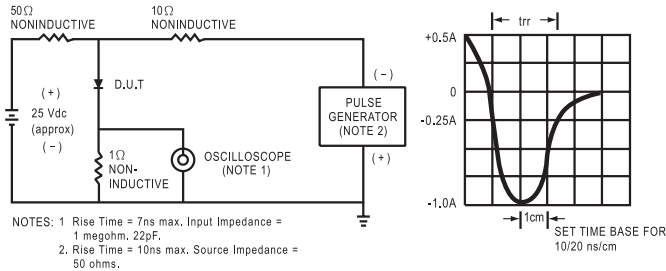 50Ω
NONINDUCTIVE
10Ω
NONINDUCTIVE
(+)
25 Vdc
(approx)
(−)
D.U.T
1Ω
NON-
INDUCTIVE
OSCILLOSCOPE
(NOTE 1)
(−)
PULSE
GENERATOR
(NOTE 2)
(+)
trr
+0.5A
0
-0.25A
-1.0A
1cm
SET TIME BASE FOR
10/20 ns/cm
NOTES: 1 Rise Time = 7ns max. Input Impedance =
1 megohm. 22pF.
2. Rise Time = 10ns max. Source Impedance =
50 ohms.